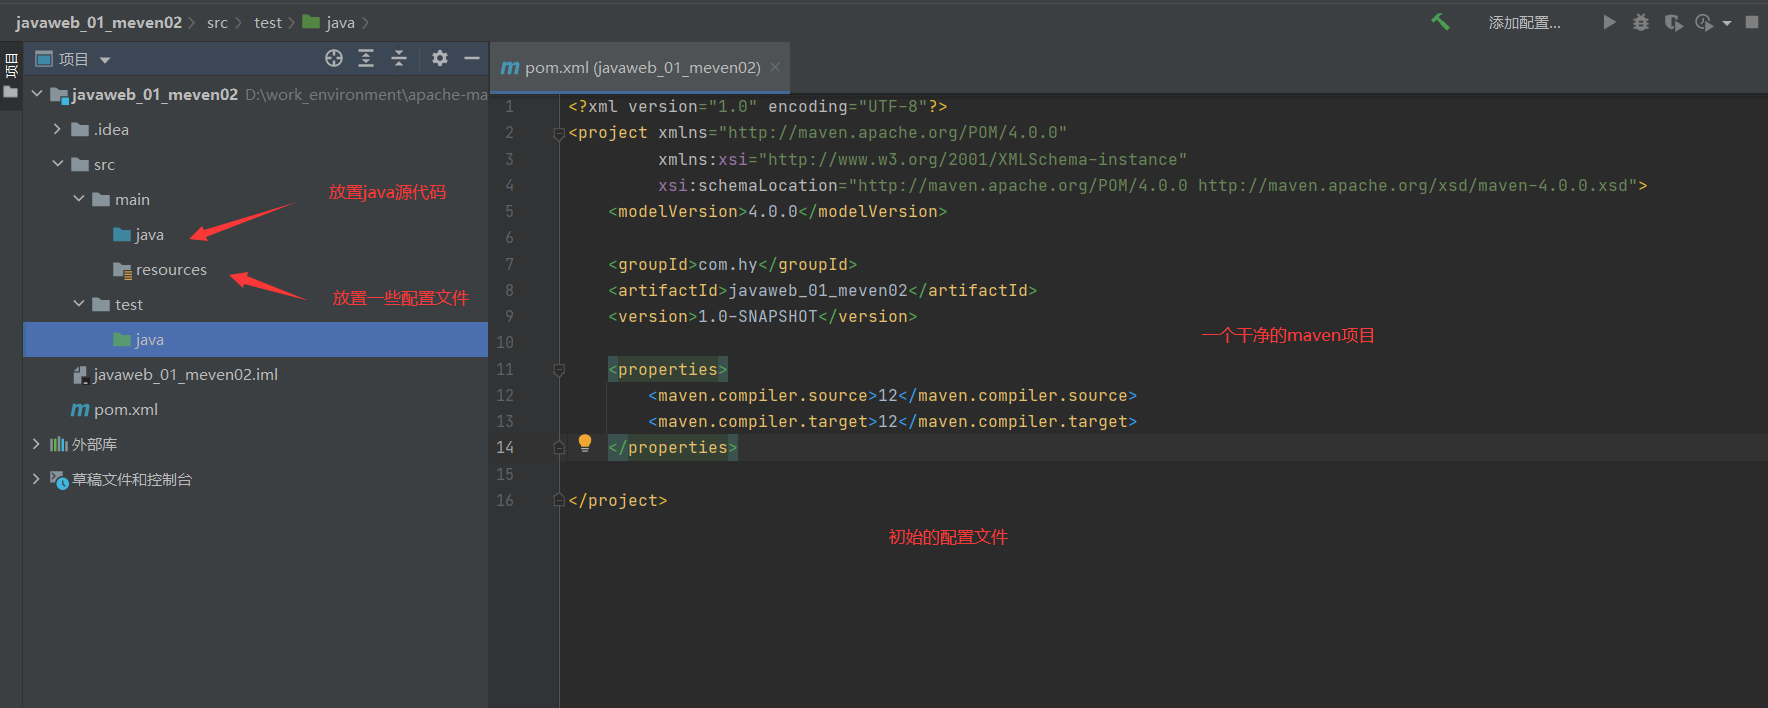 javaweb_01_meven02 src test java
添加配置...
项目
项目
pom.xml (javaweb_01_meven02)
javaweb_01_meven02 D:\work_environment\apache-ma
.idea
src
main
java
resources
test
java
javaweb_01_meven02.iml
pom.xml
外部库
草稿文件和控制台
放置java源代码
放置一些配置文件
1 <?xml version="1.0" encoding="UTF-8"?>
2 <project xmlns="http://maven.apache.org/POM/4.0.0"
3 xmlns:xsi="http://www.w3.org/2001/XMLSchema-instance"
4 xsi:schemaLocation="http://maven.apache.org/POM/4.0.0 http://maven.apache.org/xsd/maven-4.0.0.xsd">
5 <modelVersion>4.0.0</modelVersion>
6
7 <groupId>com.hy</groupId>
8 <artifactId>javaweb_01_meven02</artifactId>
9 <version>1.0-SNAPSHOT</version>
10
一个干净的maven项目
11 <properties>
12 <maven.compiler.source>12</maven.compiler.source>
13 <maven.compiler.target>12</maven.compiler.target>
14 </properties>
15
16 </project>
初始的配置文件